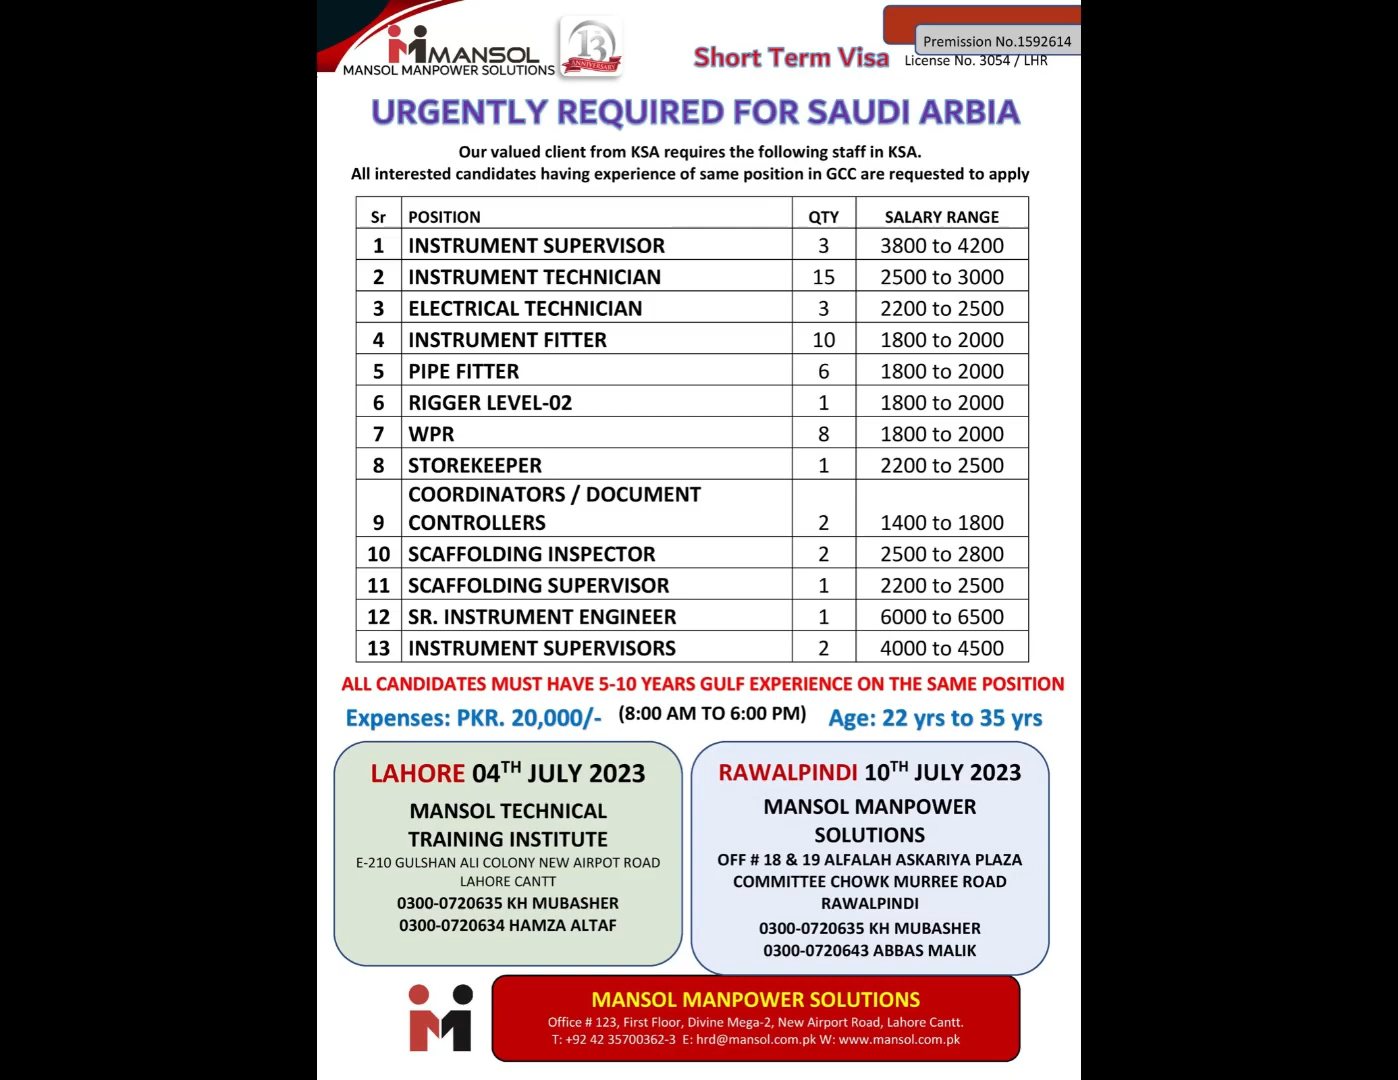 MANSOL
MANSOL MANPOWER SOLUTIONS
13
ANNIVERSARY
Short Term Visa
Premission No.1592614
License No. 3054 / LHR
URGENTLY REQUIRED FOR SAUDI ARBIA
Our valued client from KSA requires the following staff in KSA.
All interested candidates having experience of same position in GCC are requested to apply
Sr POSITION QTY SALARY RANGE
1 INSTRUMENT SUPERVISOR 3 3800 to 4200
2 INSTRUMENT TECHNICIAN 15 2500 to 3000
3 ELECTRICAL TECHNICIAN 3 2200 to 2500
4 INSTRUMENT FITTER 10 1800 to 2000
5 PIPE FITTER 6 1800 to 2000
6 RIGGER LEVEL-02 1 1800 to 2000
7 WPR 8 1800 to 2000
8 STOREKEEPER 1 2200 to 2500
COORDINATORS / DOCUMENT
9 CONTROLLERS 2 1400 to 1800
10 SCAFFOLDING INSPECTOR 2 2500 to 2800
11 SCAFFOLDING SUPERVISOR 1 2200 to 2500
12 SR. INSTRUMENT ENGINEER 1 6000 to 6500
13 INSTRUMENT SUPERVISORS 2 4000 to 4500
ALL CANDIDATES MUST HAVE 5-10 YEARS GULF EXPERIENCE ON THE SAME POSITION
Expenses: PKR. 20,000/- (8:00 AM TO 6:00 PM) Age: 22 yrs to 35 yrs
LAHORE 04TH JULY 2023
MANSOL TECHNICAL
TRAINING INSTITUTE
E-210 GULSHAN ALI COLONY NEW AIRPOT ROAD
LAHORE CANTT
0300-0720635 KH MUBASHER
0300-0720634 HAMZA ALTAF
RAWALPINDI 10TH JULY 2023
MANSOL MANPOWER
SOLUTIONS
OFF # 18 & 19 ALFALAH ASKARIYA PLAZA
COMMITTEE CHOWK MURREE ROAD
RAWALPINDI
0300-0720635 KH MUBASHER
0300-0720643 ABBAS MALIK
MANSOL MANPOWER SOLUTIONS
Office # 123, First Floor, Divine Mega-2, New Airport Road, Lahore Cantt.
T: +92 42 35700362-3 E: hrd@mansol.com.pk W: www.mansol.com.pk